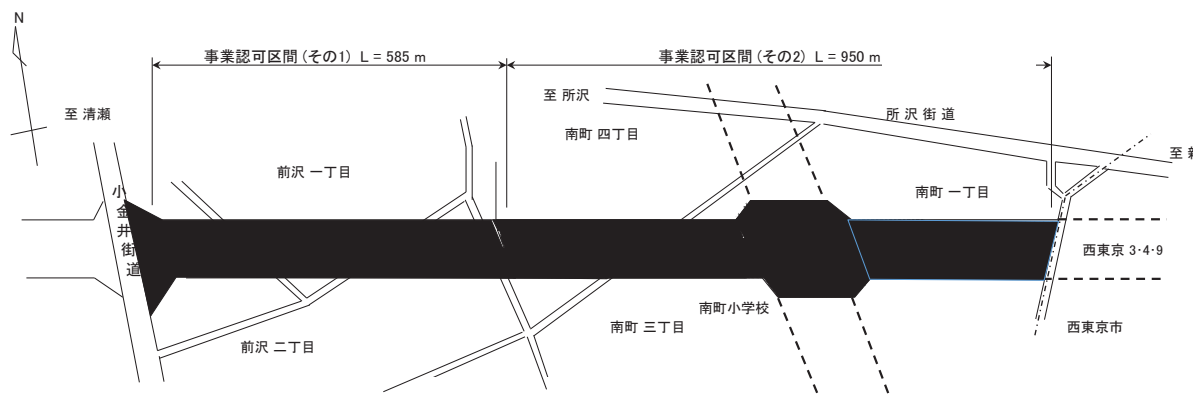 N
事業認可区間 (その1) L = 585 m
事業認可区間 (その2) L = 950 m
至 清瀬
至 所沢
所 沢 街 道
南町 四丁目
至 新
前沢 一丁目
南町 一丁目
小金井街道
西東京 3・4・9
南町小学校
南町 三丁目
西東京市
前沢 二丁目